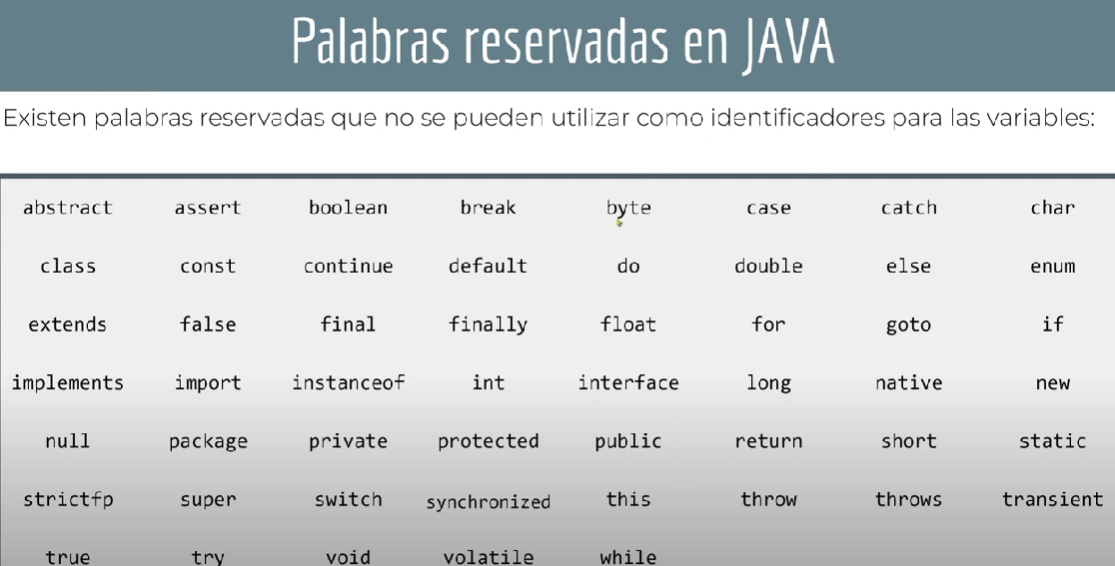 Palabras reservadas en JAVA
Existen palabras reservadas que no se pueden utilizar como identificadores para las variables:
abstract assert boolean break byte case catch char
class const continue default do double else enum
extends false final finally float for goto if
implements import instanceof int interface long native new
null package private protected public return short static
strictfp super switch synchronized this throw throws transient
true try void volatile while